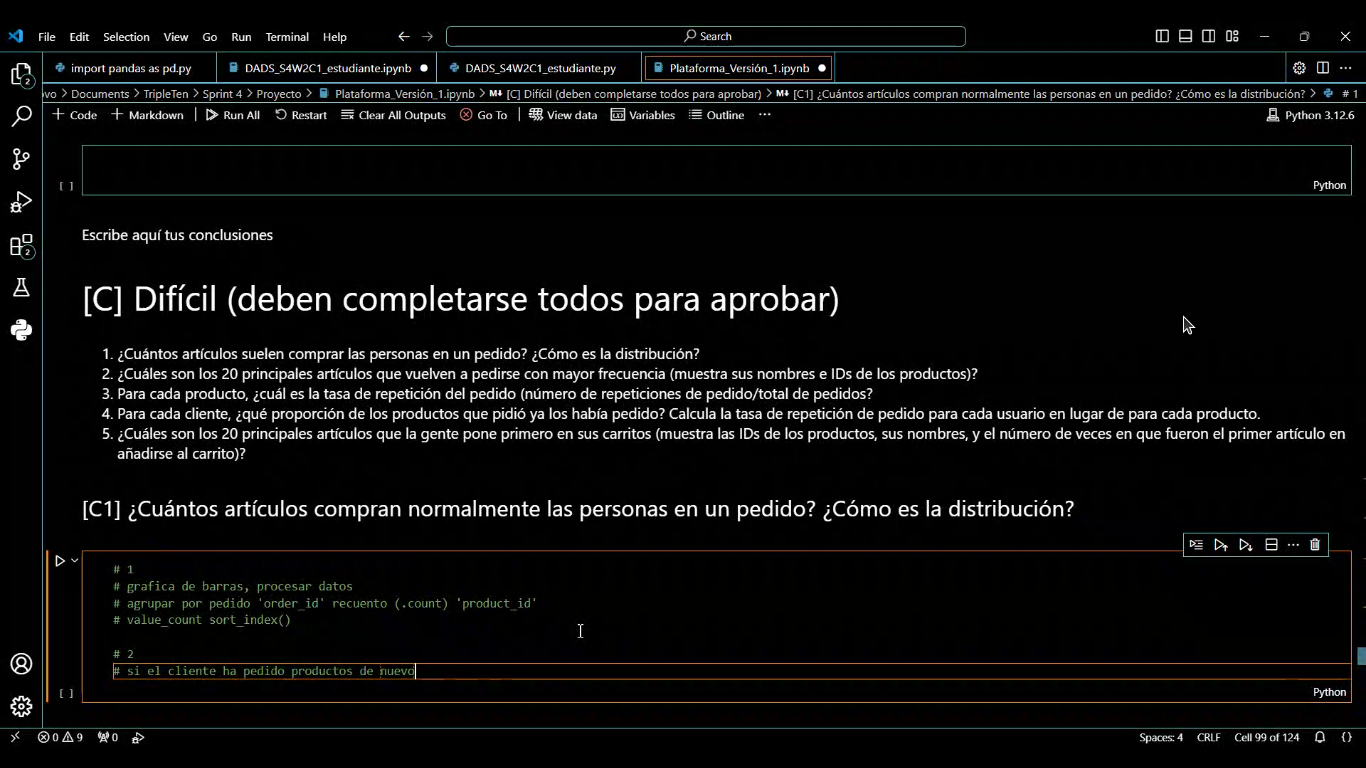 File Edit Selection View Go Run Terminal Help
Search
import pandas as pd.py DADS_S4W2C1_estudiante.ipynb DADS_S4W2C1_estudiante.py Plataforma_Versión_1.ipynb
vo > Documents > TripleTen > Sprint 4 > Proyecto > Plataforma_Versión_1.ipynb > [C] Difícil (deben completarse todos para aprobar) > [C1] ¿Cuántos artículos compran normalmente las personas en un pedido? ¿Cómo es la distribución? > # 1
+ Code + Markdown Run All Restart Clear All Outputs Go To View data Variables Outline ... Python 3.12.6
2
[ ] Python
Escribe aquí tus conclusiones
2
[C] Difícil (deben completarse todos para aprobar)
1. ¿Cuántos artículos suelen comprar las personas en un pedido? ¿Cómo es la distribución?
2. ¿Cuáles son los 20 principales artículos que vuelven a pedirse con mayor frecuencia (muestra sus nombres e IDs de los productos)?
3. Para cada producto, ¿cuál es la tasa de repetición del pedido (número de repeticiones de pedido/total de pedidos?
4. Para cada cliente, ¿qué proporción de los productos que pidió ya los había pedido? Calcula la tasa de repetición de pedido para cada usuario en lugar de para cada producto.
5. ¿Cuáles son los 20 principales artículos que la gente pone primero en sus carritos (muestra las IDs de los productos, sus nombres, y el número de veces en que fueron el primer artículo en
añadirse al carrito)?
[C1] ¿Cuántos artículos compran normalmente las personas en un pedido? ¿Cómo es la distribución?
# 1
# grafica de barras, procesar datos
# agrupar por pedido 'order_id' recuento (.count) 'product_id'
# value_count sort_index()
# 2
# si el cliente ha pedido productos de nuevo
[ ] Python
0 9 0 Spaces: 4 CRLF Cell 99 of 124 {}